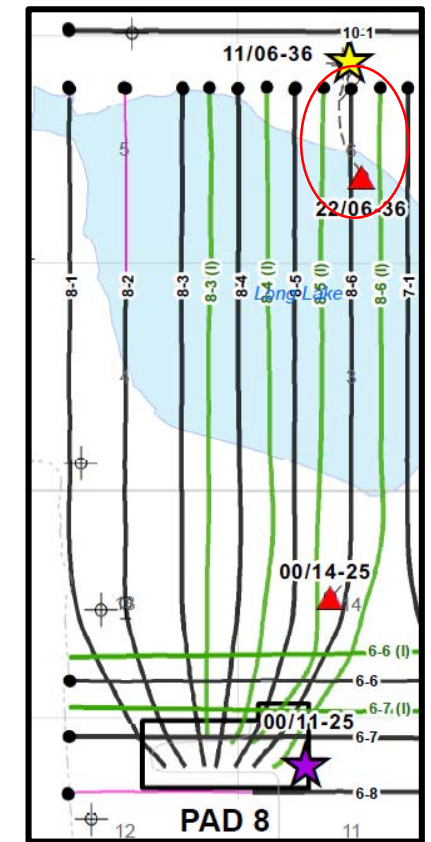 10-1
11/06-36
5
6
22/06-36
8-1
8-2
8-3
8-3 (I)
8-4
8-4 (I)
8-5
8-5 (I)
8-6
8-6 (I)
7-1
Long Lake
4
3
00/14-25
13
14
6-6 (I)
6-6
6-7 (I)
00/11-25
6-7
6-8
PAD 8
12
11